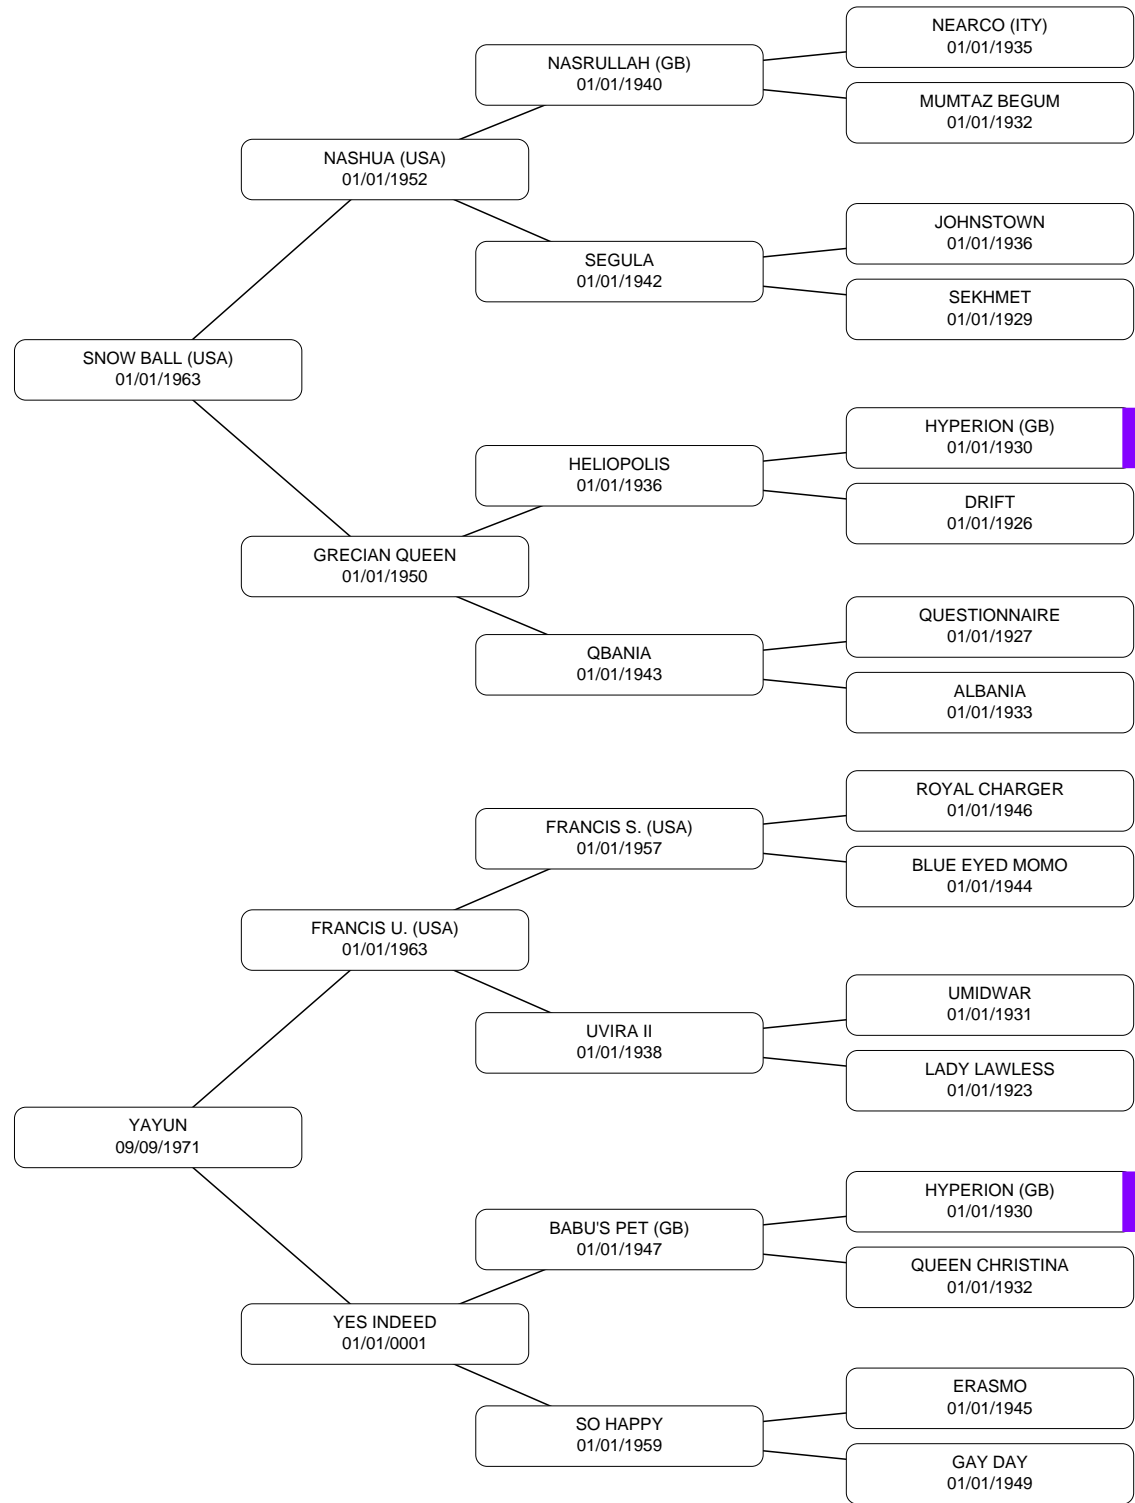 NEARCO (ITY)
01/01/1935
NASRULLAH (GB)
01/01/1940
MUMTAZ BEGUM
01/01/1932
NASHUA (USA)
01/01/1952
JOHNSTOWN
01/01/1936
SEGULA
01/01/1942
SEKHMET
01/01/1929
SNOW BALL (USA)
01/01/1963
HYPERION (GB)
01/01/1930
HELIOPOLIS
01/01/1936
DRIFT
01/01/1926
GRECIAN QUEEN
01/01/1950
QUESTIONNAIRE
01/01/1927
QBANIA
01/01/1943
ALBANIA
01/01/1933
ROYAL CHARGER
01/01/1946
FRANCIS S. (USA)
01/01/1957
BLUE EYED MOMO
01/01/1944
FRANCIS U. (USA)
01/01/1963
UMIDWAR
01/01/1931
UVIRA II
01/01/1938
LADY LAWLESS
01/01/1923
YAYUN
09/09/1971
HYPERION (GB)
01/01/1930
BABU'S PET (GB)
01/01/1947
QUEEN CHRISTINA
01/01/1932
YES INDEED
01/01/0001
ERASMO
01/01/1945
SO HAPPY
01/01/1959
GAY DAY
01/01/1949